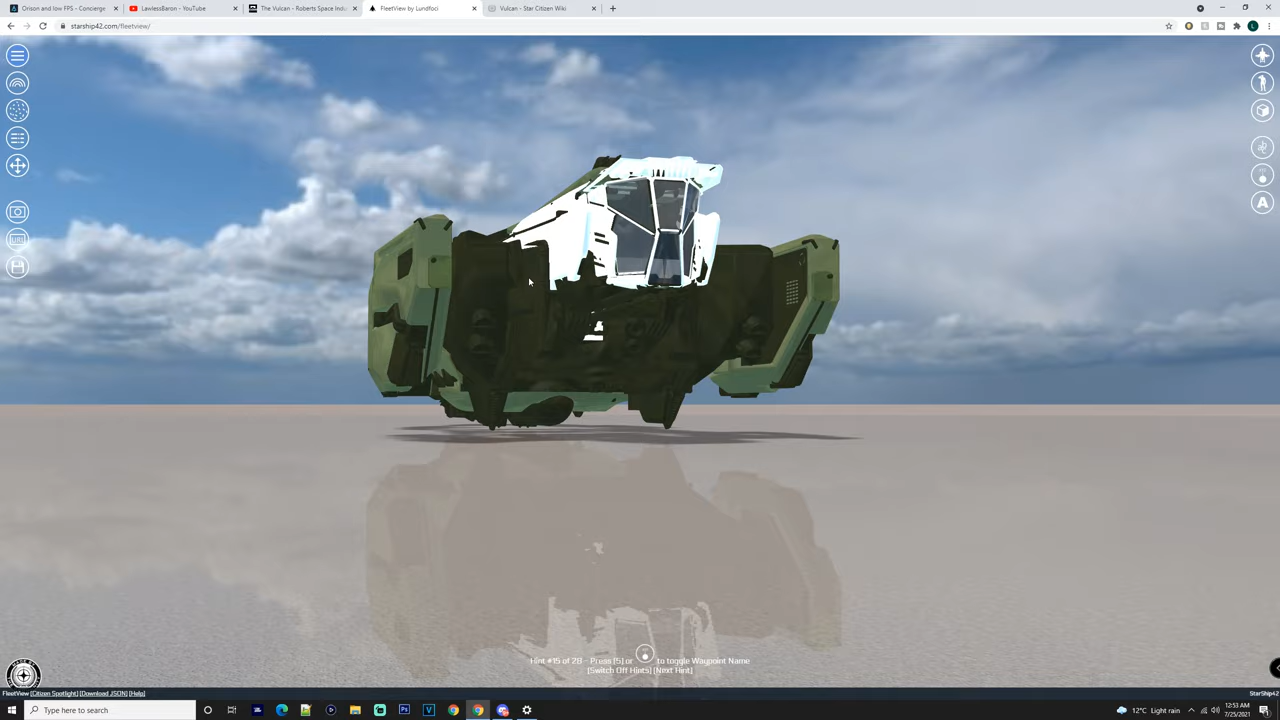 Orison and low FPS - Concierge
LawlessBaron - YouTube
The Vulcan - Roberts Space Indu
FleetView by Lundfoci
Vulcan - Star Citizen Wiki
starship42.com/fleetview/
L
URL
A
Hint #15 of 28 - Press [5] or to toggle Waypoint Name
[Switch Off Hints] [Next Hint]
FleetView [Citizen Spotlight] [Download JSON] [Help]
StarShip42
Type here to search
12°C Light rain
12:53 AM
7/25/2021